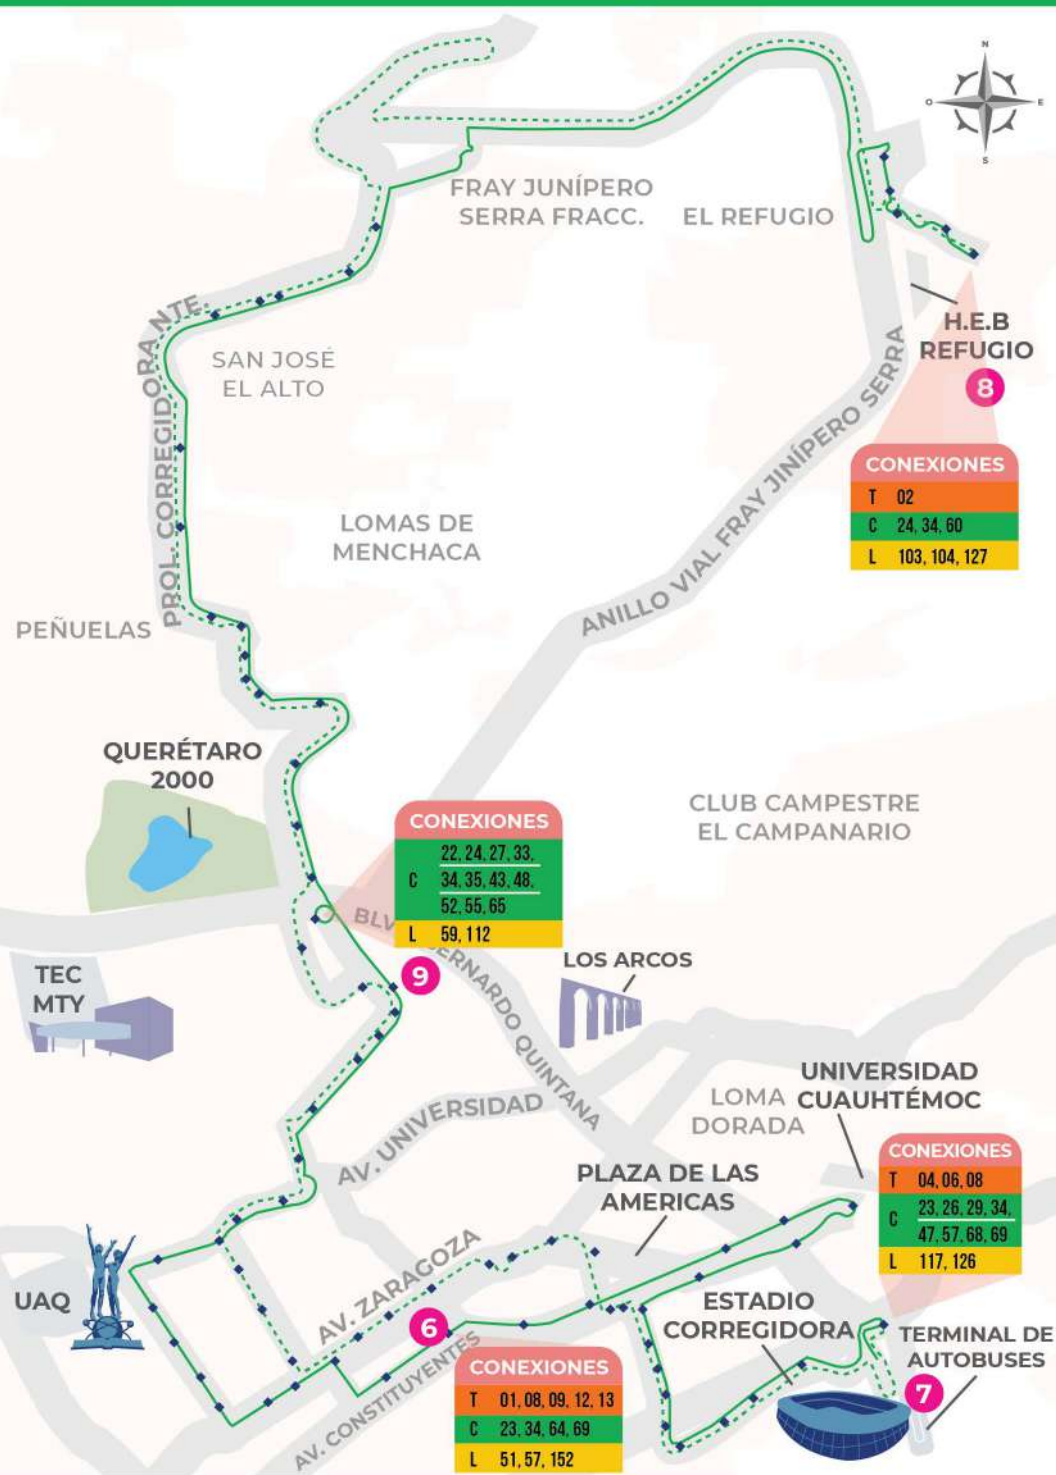 N
O
E
S
FRAY JUNÍPERO
SERRA FRACC.
EL REFUGIO
PROL. CORREGIDORA NTE.
SAN JOSÉ
EL ALTO
H.E.B
REFUGIO
8
CONEXIONES
T 02
C 24, 34, 60
L 103, 104, 127
ANILLO VIAL FRAY JINÍPERO SERRA
LOMAS DE
MENCHACA
PEÑUELAS
QUERÉTARO
2000
CLUB CAMPESTRE
EL CAMPANARIO
CONEXIONES
22, 24, 27, 33,
C 34, 35, 43, 48,
52, 55, 65
L 59, 112
9
BLV BERNARDO QUINTANA
TEC
MTY
LOS ARCOS
UNIVERSIDAD
CUAUHTÉMOC
LOMA
DORADA
AV. UNIVERSIDAD
CONEXIONES
T 04, 06, 08
C 23, 26, 29, 34,
47, 57, 68, 69
L 117, 126
PLAZA DE LAS
AMERICAS
UAQ
AV. ZARAGOZA
6
AV. CONSTITUYENTES
ESTADIO
CORREGIDORA
TERMINAL DE
AUTOBUSES
7
CONEXIONES
T 01, 08, 09, 12, 13
C 23, 34, 64, 69
L 51, 57, 152